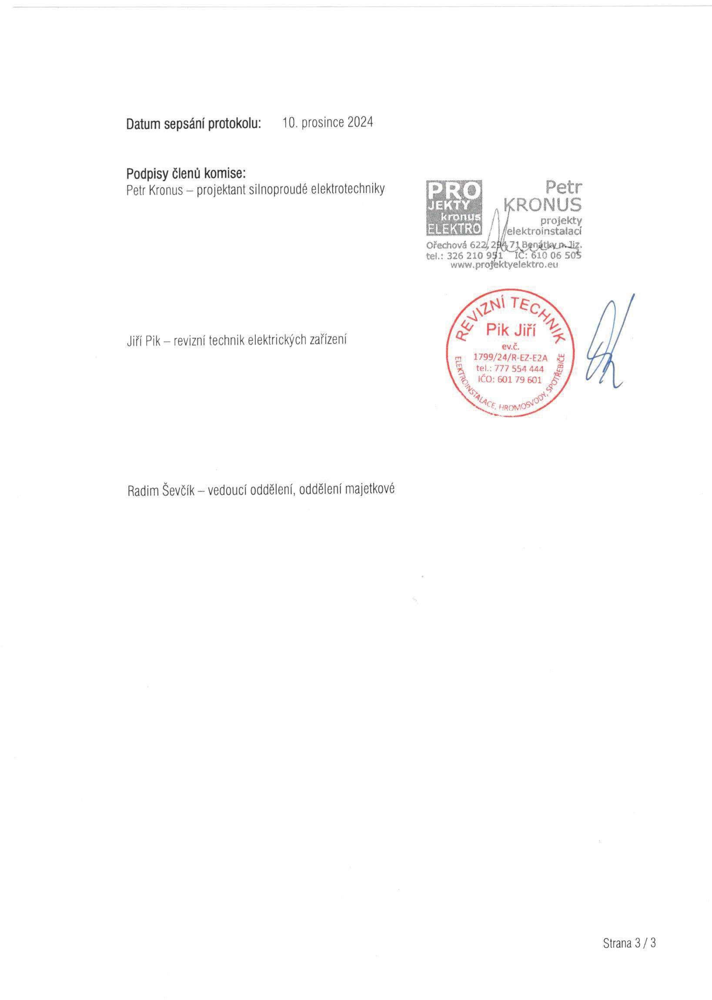 Datum sepsání protokolu: 10. prosince 2024
Podpisy členů komise:
Petr Kronus – projektant silnoproudé elektrotechniky
PRO
JEKTY
kronus
ELEKTRO
Petr
KRONUS
projekty
elektroinstalací
Ořechová 622, 294 71 Benátky n. Jiz.
tel.: 326 210 951 IČ: 610 06 505
www.projektyelektro.eu
Jiří Pik – revizní technik elektrických zařízení
REVIZNÍ TECHNIK
Pik Jiří
ev.č.
1799/24/R-EZ-E2A
tel.: 777 554 444
IČO: 601 79 601
ELEKTROINSTALACE, HROMOSVODY, SPOTŘEBIČE
Radim Ševčík – vedoucí oddělení, oddělení majetkové
Strana 3 / 3